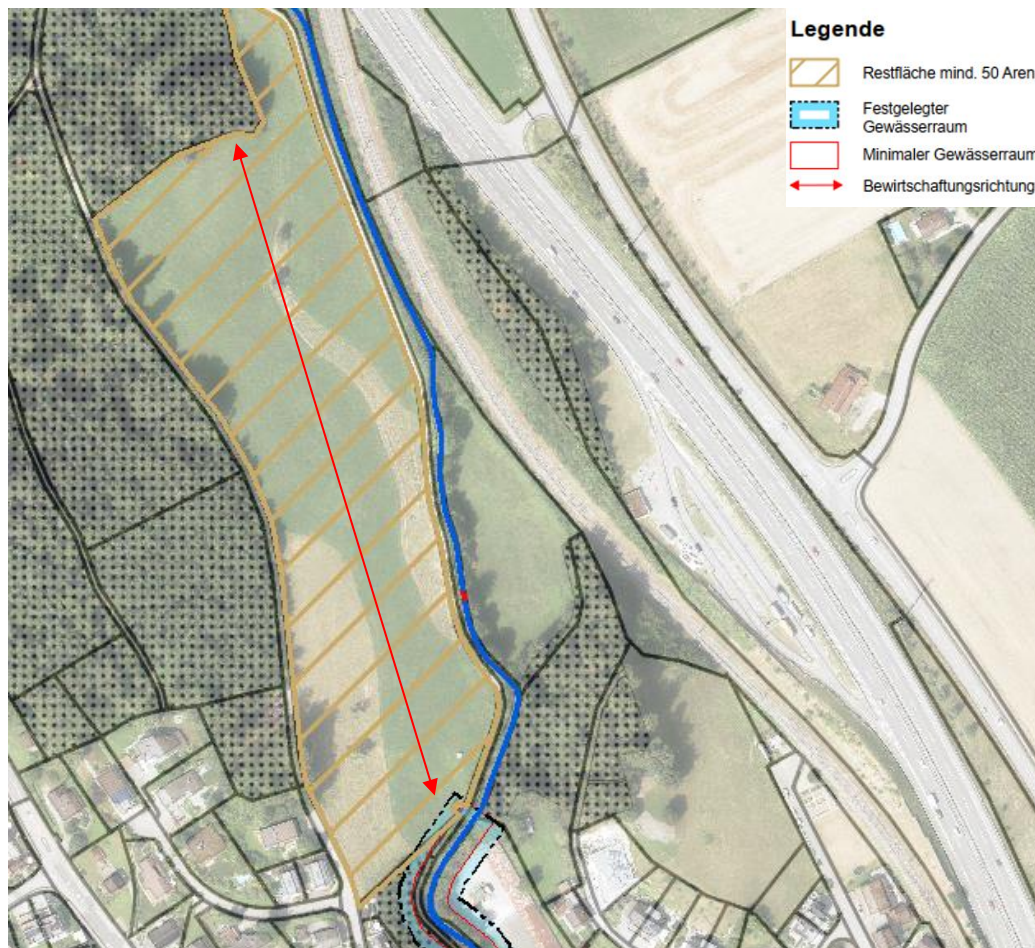 Legende
Restfläche mind. 50 Aren
Festgelegter
Gewässerraum
Minimaler Gewässerraum
Bewirtschaftungsrichtung